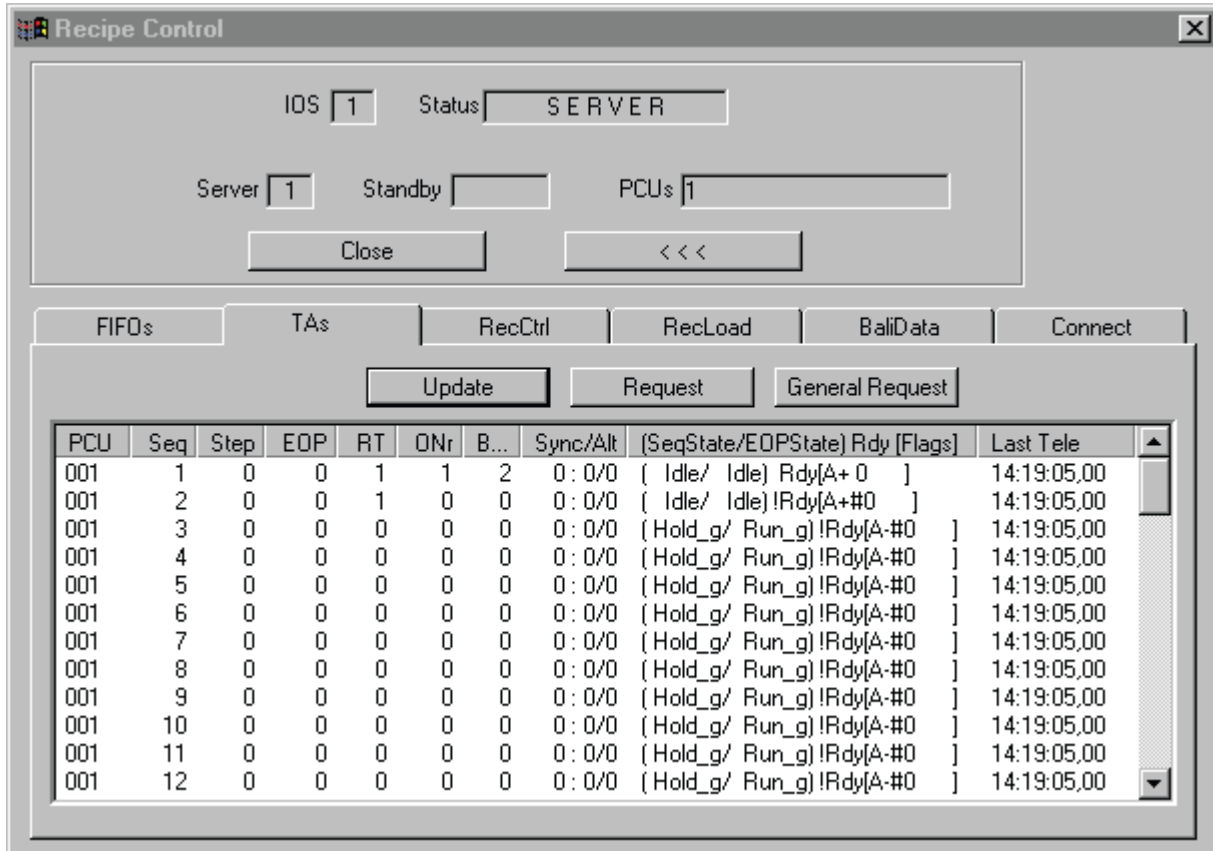 Recipe Control
IOS 1 Status S E R V E R
Server 1 Standby PCUs 1
Close < < <
FIFOs TAs RecCtrl RecLoad BaliData Connect
Update Request General Request
PCU Seq Step EOP RT ONr B... Sync/Alt (SeqState/EOPState) Rdy [Flags] Last Tele
001 1 0 0 1 1 2 0 : 0/0 ( Idle/ Idle) Rdy[A+ 0 ] 14:19:05,00
001 2 0 0 1 0 0 0 : 0/0 ( Idle/ Idle) !Rdy[A+#0 ] 14:19:05,00
001 3 0 0 0 0 0 0 : 0/0 ( Hold_g/ Run_g) !Rdy[A-#0 ] 14:19:05,00
001 4 0 0 0 0 0 0 : 0/0 ( Hold_g/ Run_g) !Rdy[A-#0 ] 14:19:05,00
001 5 0 0 0 0 0 0 : 0/0 ( Hold_g/ Run_g) !Rdy[A-#0 ] 14:19:05,00
001 6 0 0 0 0 0 0 : 0/0 ( Hold_g/ Run_g) !Rdy[A-#0 ] 14:19:05,00
001 7 0 0 0 0 0 0 : 0/0 ( Hold_g/ Run_g) !Rdy[A-#0 ] 14:19:05,00
001 8 0 0 0 0 0 0 : 0/0 ( Hold_g/ Run_g) !Rdy[A-#0 ] 14:19:05,00
001 9 0 0 0 0 0 0 : 0/0 ( Hold_g/ Run_g) !Rdy[A-#0 ] 14:19:05,00
001 10 0 0 0 0 0 0 : 0/0 ( Hold_g/ Run_g) !Rdy[A-#0 ] 14:19:05,00
001 11 0 0 0 0 0 0 : 0/0 ( Hold_g/ Run_g) !Rdy[A-#0 ] 14:19:05,00
001 12 0 0 0 0 0 0 : 0/0 ( Hold_g/ Run_g) !Rdy[A-#0 ] 14:19:05,00